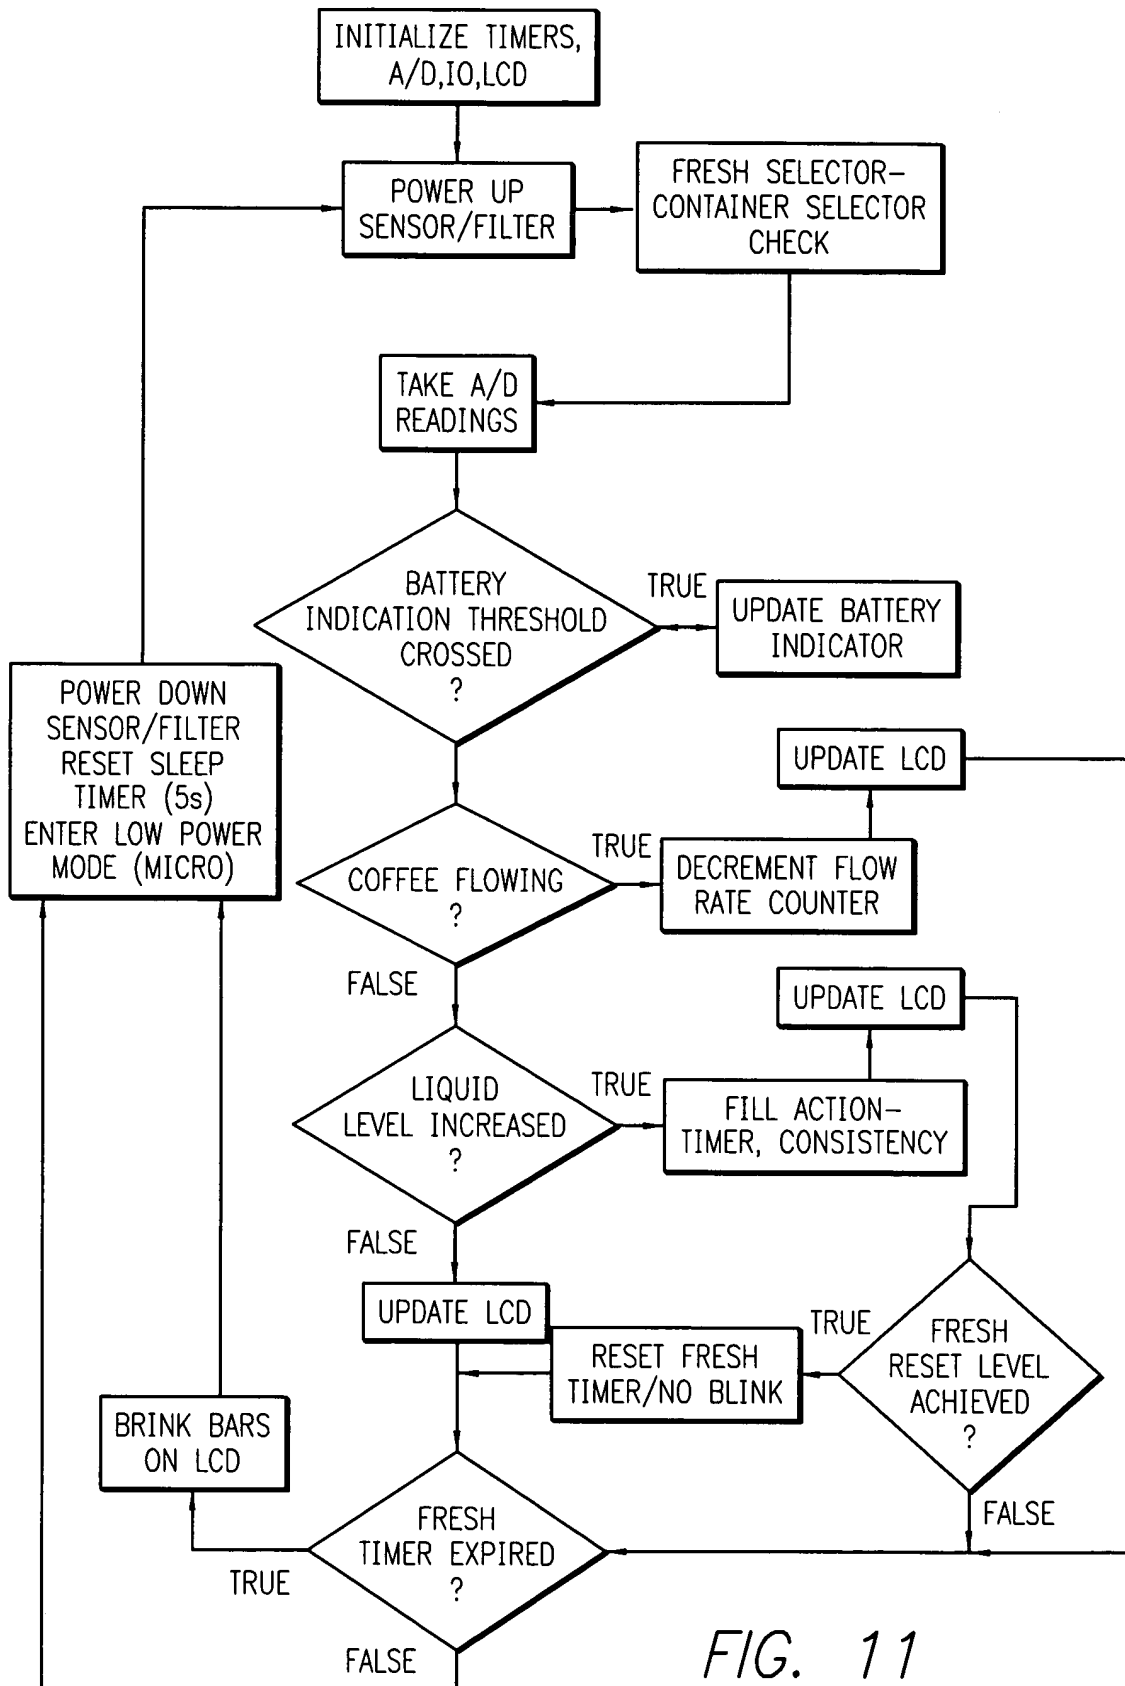 INITIALIZE TIMERS,
A/D,IO,LCD
POWER UP
SENSOR/FILTER
FRESH SELECTOR-
CONTAINER SELECTOR
CHECK
TAKE A/D
READINGS
BATTERY
INDICATION THRESHOLD
CROSSED
?
TRUE
UPDATE BATTERY
INDICATOR
POWER DOWN
SENSOR/FILTER
RESET SLEEP
TIMER (5s)
ENTER LOW POWER
MODE (MICRO)
UPDATE LCD
COFFEE FLOWING
?
TRUE
DECREMENT FLOW
RATE COUNTER
FALSE
UPDATE LCD
LIQUID
LEVEL INCREASED
?
TRUE
FILL ACTION-
TIMER, CONSISTENCY
FALSE
UPDATE LCD
RESET FRESH
TIMER/NO BLINK
TRUE
FRESH
RESET LEVEL
ACHIEVED
?
FALSE
BRINK BARS
ON LCD
FRESH
TIMER EXPIRED
?
TRUE
FALSE
FIG. 11